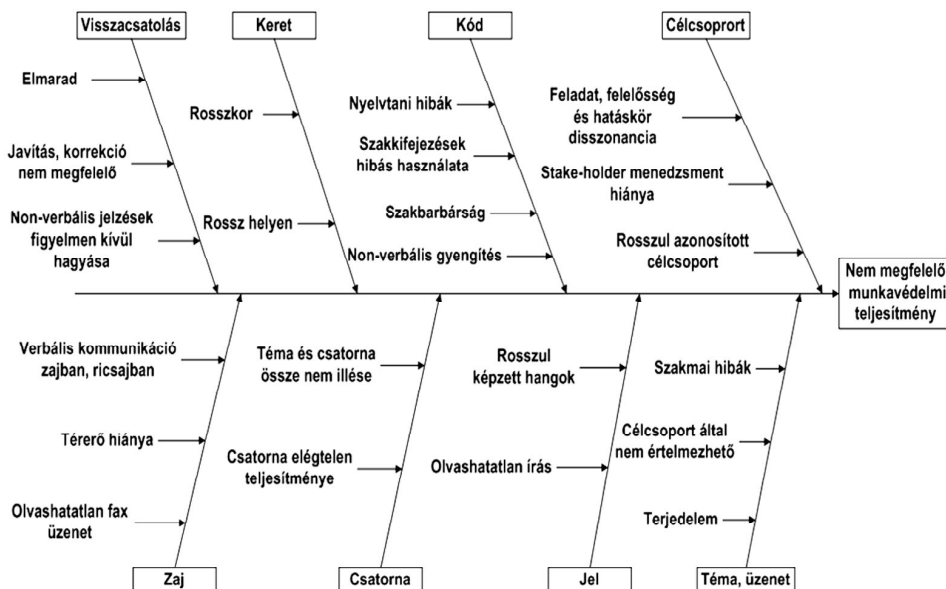 Visszacsatolás
Keret
Kód
Célcsoprort
Elmarad
Javítás, korrekció
nem megfelelő
Non-verbális jelzések
figyelmen kívül
hagyása
Rosszkor
Rossz helyen
Nyelvtani hibák
Szakkifejezések
hibás használata
Szakbarbárság
Non-verbális gyengítés
Feladat, felelősség
és hatáskör
disszonancia
Stake-holder menedzsment
hiánya
Rosszul azonosított
célcsoport
Nem megfelelő
munkavédelmi
teljesítmény
Verbális kommunikáció
zajban, ricsajban
Térerő hiánya
Olvashatatlan fax
üzenet
Téma és csatorna
össze nem illése
Csatorna elégtelen
teljesítménye
Rosszul
képzett hangok
Olvashatatlan írás
Szakmai hibák
Célcsoport által
nem értelmezhető
Terjedelem
Zaj
Csatorna
Jel
Téma, üzenet